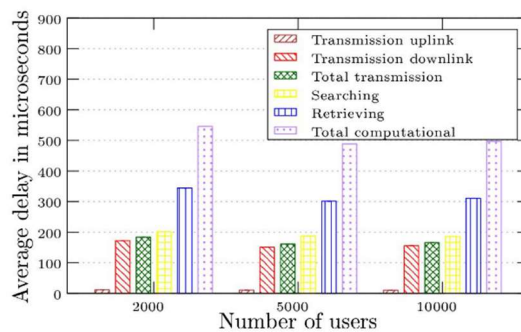 900
800
700
600
500
400
300
200
100
0
Average delay in microseconds
Transmission uplink
Transmission downlink
Total transmission
Searching
Retrieving
Total computational
2000 5000 10000
Number of users